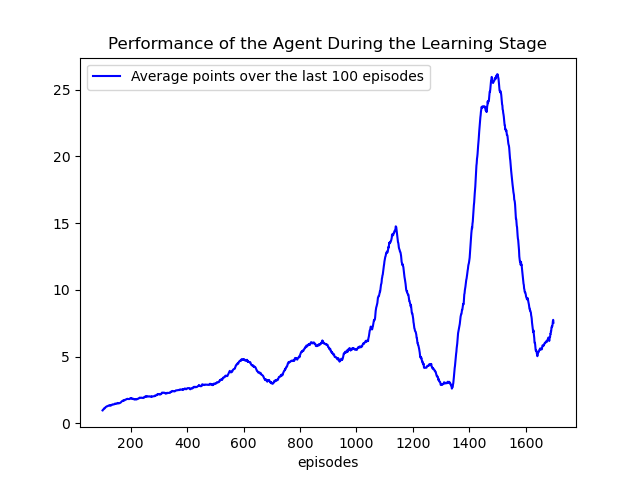 Performance of the Agent During the Learning Stage
Average points over the last 100 episodes
25
20
15
10
5
0
200 400 600 800 1000 1200 1400 1600
episodes